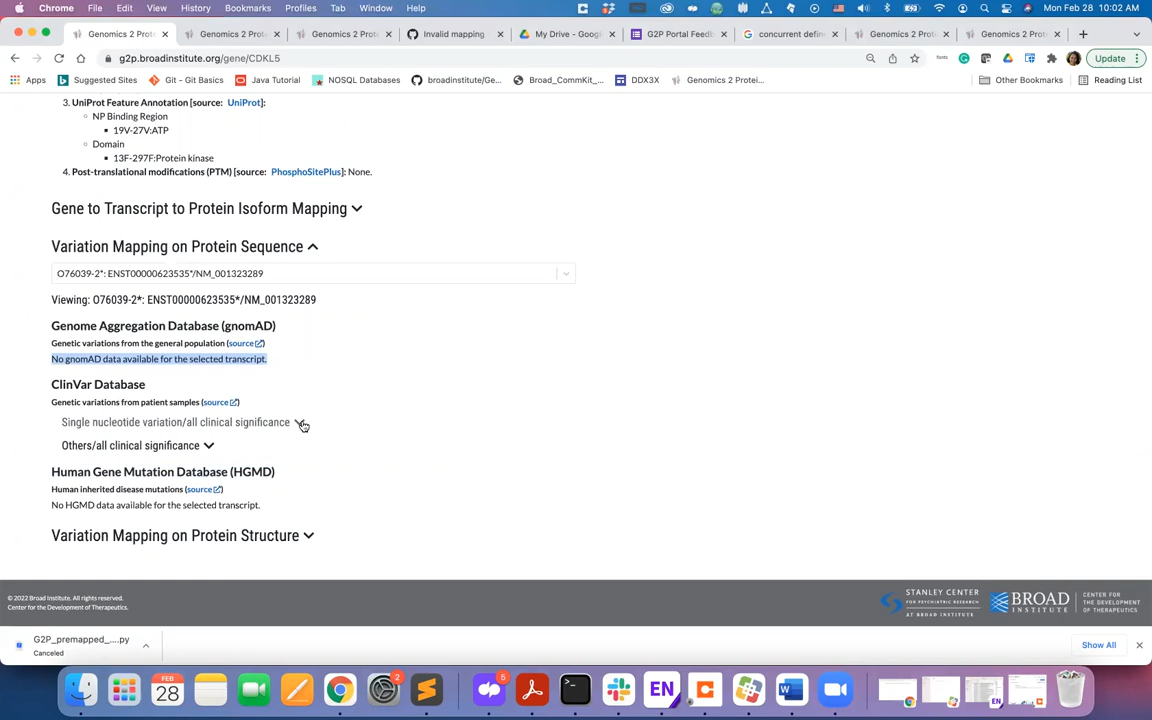 Chrome File Edit View History Bookmarks Profiles Tab Window Help Mon Feb 28 10:02 AM
Genomics 2 Prot Genomics 2 Prot Genomics 2 Prot Invalid mapping My Drive - Googl G2P Portal Feedb concurrent defin Genomics 2 Prot Genomics 2 Prot
g2p.broadinstitute.org/gene/CDKL5 Update
Apps Suggested Sites Git - Git Basics Java Tutorial NOSQL Databases broadinstitute/Ge... Broad_CommKit_... DDX3X Genomics 2 Protei... Other Bookmarks Reading List
3. UniProt Feature Annotation [source: UniProt]:
NP Binding Region
19V-27V:ATP
Domain
13F-297F:Protein kinase
4. Post-translational modifications (PTM) [source: PhosphoSitePlus]: None.
Gene to Transcript to Protein Isoform Mapping
Variation Mapping on Protein Sequence
O76039-2*: ENST00000623535*/NM_001323289
Viewing: O76039-2*: ENST00000623535*/NM_001323289
Genome Aggregation Database (gnomAD)
Genetic variations from the general population (source)
No gnomAD data available for the selected transcript.
ClinVar Database
Genetic variations from patient samples (source)
Single nucleotide variation/all clinical significance
Others/all clinical significance
Human Gene Mutation Database (HGMD)
Human inherited disease mutations (source)
No HGMD data available for the selected transcript.
Variation Mapping on Protein Structure
© 2022 Broad Institute. All rights reserved.
Center for the Development of Therapeutics.
STANLEY CENTER
FOR PSYCHIATRIC RESEARCH
AT BROAD INSTITUTE
BROAD
INSTITUTE
CENTER FOR
THE DEVELOPMENT
OF THERAPEUTICS
G2P_premapped_....py
Canceled
Show All
FEB
28
2
5
EN